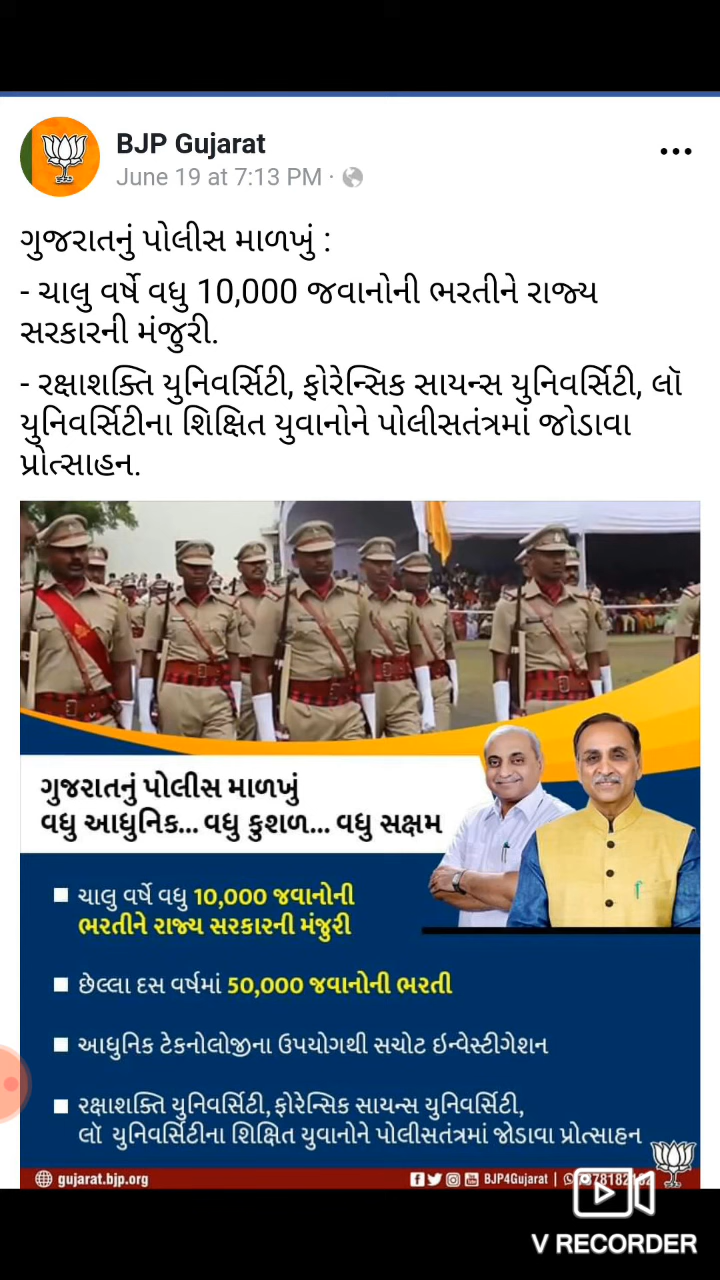 BJP Gujarat
June 19 at 7:13 PM ·
ગુજરાતનું પોલીસ માળખું :
- ચાલુ વર્ષે વધુ 10,000 જવાનોની ભરતીને રાજ્ય
સરકારની મંજુરી.
- રક્ષાશક્તિ યુનિવર્સિટી, ફોરેન્સિક સાયન્સ યુનિવર્સિટી, લૉ
યુનિવર્સિટીના શિક્ષિત યુવાનોને પોલીસતંત્રમાં જોડાવા
પ્રોત્સાહન.
ગુજરાતનું પોલીસ માળખું
વધુ આધુનિક... વધુ કુશળ... વધુ સક્ષમ
ચાલુ વર્ષે વધુ 10,000 જવાનોની
ભરતીને રાજ્ય સરકારની મંજુરી
છેલ્લા દસ વર્ષમાં 50,000 જવાનોની ભરતી
આધુનિક ટેકનોલોજીના ઉપયોગથી સચોટ ઇન્વેસ્ટીગેશન
રક્ષાશક્તિ યુનિવર્સિટી, ફોરેન્સિક સાયન્સ યુનિવર્સિટી,
લૉ યુનિવર્સિટીના શિક્ષિત યુવાનોને પોલીસતંત્રમાં જોડાવા પ્રોત્સાહન
gujarat.bjp.org
BJP4Gujarat |
V RECORDER